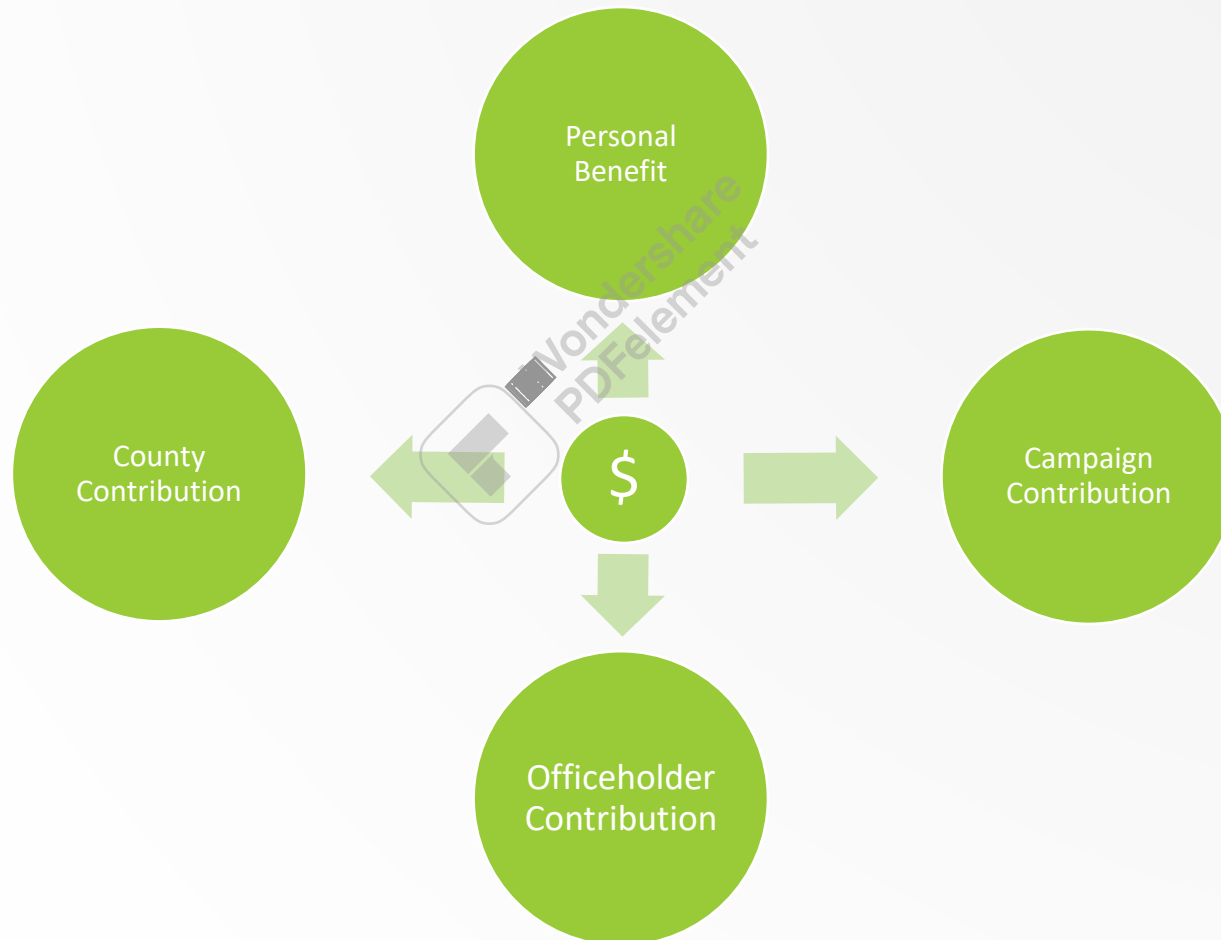 Personal
Benefit
Wondershare
PDFelement
County
Contribution
$
Campaign
Contribution
Officeholder
Contribution